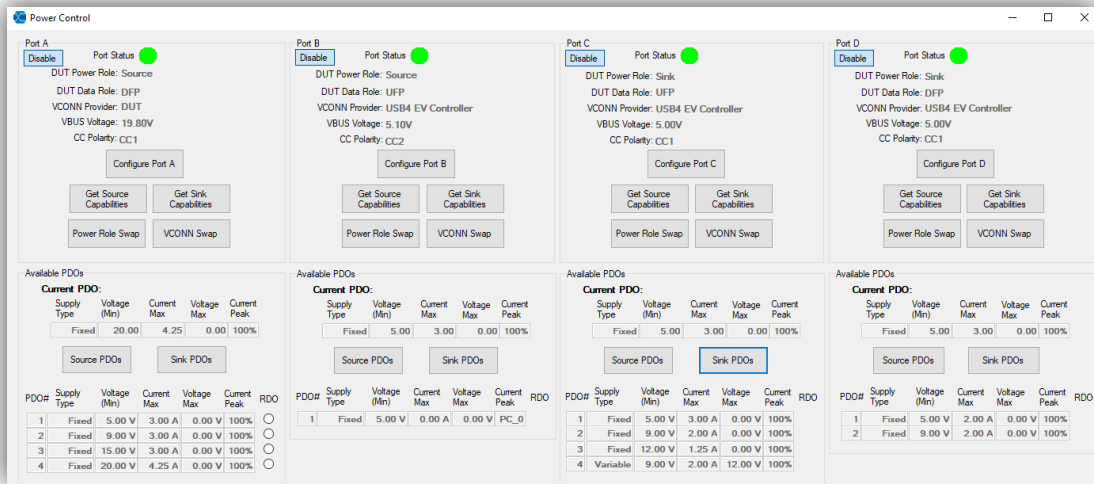 Power Control
Port A
Disable
Port Status
DUT Power Role: Source
DUT Data Role: DFP
VCONN Provider: DUT
VBUS Voltage: 19.80V
CC Polarity: CC1
Configure Port A
Get Source Capabilities
Get Sink Capabilities
Power Role Swap
VCONN Swap
Port B
Disable
Port Status
DUT Power Role: Source
DUT Data Role: UFP
VCONN Provider: USB4 EV Controller
VBUS Voltage: 5.10V
CC Polarity: CC2
Configure Port B
Get Source Capabilities
Get Sink Capabilities
Power Role Swap
VCONN Swap
Port C
Disable
Port Status
DUT Power Role: Sink
DUT Data Role: UFP
VCONN Provider: USB4 EV Controller
VBUS Voltage: 5.00V
CC Polarity: CC1
Configure Port C
Get Source Capabilities
Get Sink Capabilities
Power Role Swap
VCONN Swap
Port D
Disable
Port Status
DUT Power Role: Sink
DUT Data Role: DFP
VCONN Provider: USB4 EV Controller
VBUS Voltage: 5.00V
CC Polarity: CC1
Configure Port D
Get Source Capabilities
Get Sink Capabilities
Power Role Swap
VCONN Swap
Available PDOs
Current PDO:
Supply Type Voltage (Min) Current Max Voltage Max Current Peak
Fixed 20.00 4.25 0.00 100%
Source PDOs Sink PDOs
PDO# Supply Type Voltage (Min) Current Max Voltage Max Current Peak RDO
1 Fixed 5.00 V 3.00 A 0.00 V 100%
2 Fixed 9.00 V 3.00 A 0.00 V 100%
3 Fixed 15.00 V 3.00 A 0.00 V 100%
4 Fixed 20.00 V 4.25 A 0.00 V 100%
Available PDOs
Current PDO:
Supply Type Voltage (Min) Current Max Voltage Max Current Peak
Fixed 5.00 3.00 0.00 100%
Source PDOs Sink PDOs
PDO# Supply Type Voltage (Min) Current Max Voltage Max Current Peak RDO
1 Fixed 5.00 V 0.00 A 0.00 V PC_0
Available PDOs
Current PDO:
Supply Type Voltage (Min) Current Max Voltage Max Current Peak
Fixed 5.00 3.00 0.00 100%
Source PDOs Sink PDOs
PDO# Supply Type Voltage (Min) Current Max Voltage Max Current Peak RDO
1 Fixed 5.00 V 3.00 A 0.00 V 100%
2 Fixed 9.00 V 2.00 A 0.00 V 100%
3 Fixed 12.00 V 1.25 A 0.00 V 100%
4 Variable 9.00 V 2.00 A 12.00 V 100%
Available PDOs
Current PDO:
Supply Type Voltage (Min) Current Max Voltage Max Current Peak
Fixed 5.00 3.00 0.00 100%
Source PDOs Sink PDOs
PDO# Supply Type Voltage (Min) Current Max Voltage Max Current Peak RDO
1 Fixed 5.00 V 2.00 A 0.00 V 100%
2 Fixed 9.00 V 2.00 A 0.00 V 100%